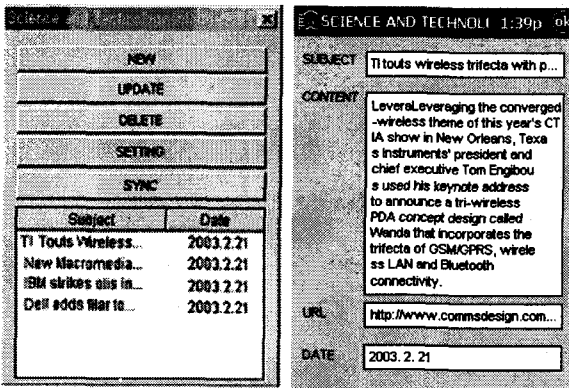 Science
NEW
UPDATE
DELETE
SETTING
SYNC
Subject Date
TI Touts Wireless... 2003.2.21
New Macromedia... 2003.2.21
IBM strikes in... 2003.2.21
Dell adds to... 2003.2.21
SCIENCE AND TECHNOL( 1:39p ok
SUBJECT TI touts wireless trifecta with p...
CONTENT LeveraLeveraging the converged
-wireless theme of this year's CT
IA show in New Orleans, Texa
s Instruments' president and
chief executive Tom Engibou
s used his keynote address
to announce a tri-wireless
PDA concept design called
Wanda that incorporates the
trifecta of GSM/GPRS, wirele
ss LAN and Bluetooth
connectivity.
URL http://www.commsdesign.com...
DATE 2003. 2. 21